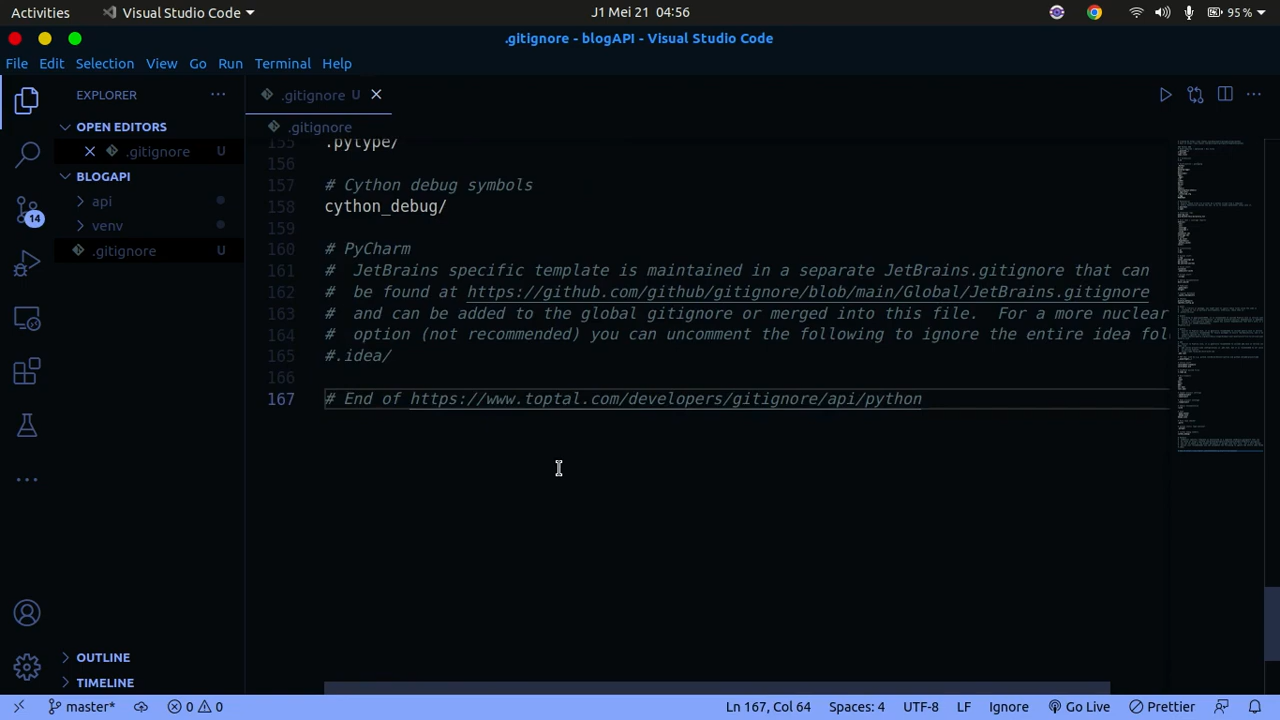 Activities
Visual Studio Code
J1 Mei 21 04:56
95 %
.gitignore - blogAPI - Visual Studio Code
File Edit Selection View Go Run Terminal Help
EXPLORER
.gitignore U
OPEN EDITORS
.gitignore
.gitignore U
BLOGAPI
api
venv
.gitignore U
14
155 .pytype/
156
157 # Cython debug symbols
158 cython_debug/
159
160 # PyCharm
161 # JetBrains specific template is maintained in a separate JetBrains.gitignore that can
162 # be found at https://github.com/github/gitignore/blob/main/Global/JetBrains.gitignore
163 # and can be added to the global gitignore or merged into this file. For a more nuclear
164 # option (not recommended) you can uncomment the following to ignore the entire idea fol
165 #.idea/
166
167 # End of https://www.toptal.com/developers/gitignore/api/python
OUTLINE
TIMELINE
master*
0 0
Ln 167, Col 64
Spaces: 4
UTF-8
LF
Ignore
Go Live
Prettier